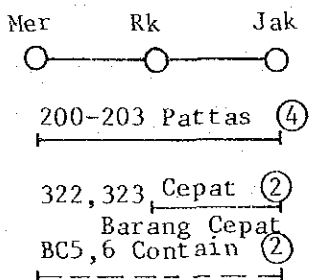 Mer Rk Jak
200-203 Pattas ④
322,323 Cepat ②
Barang Cepat
BC5,6 Contain ②